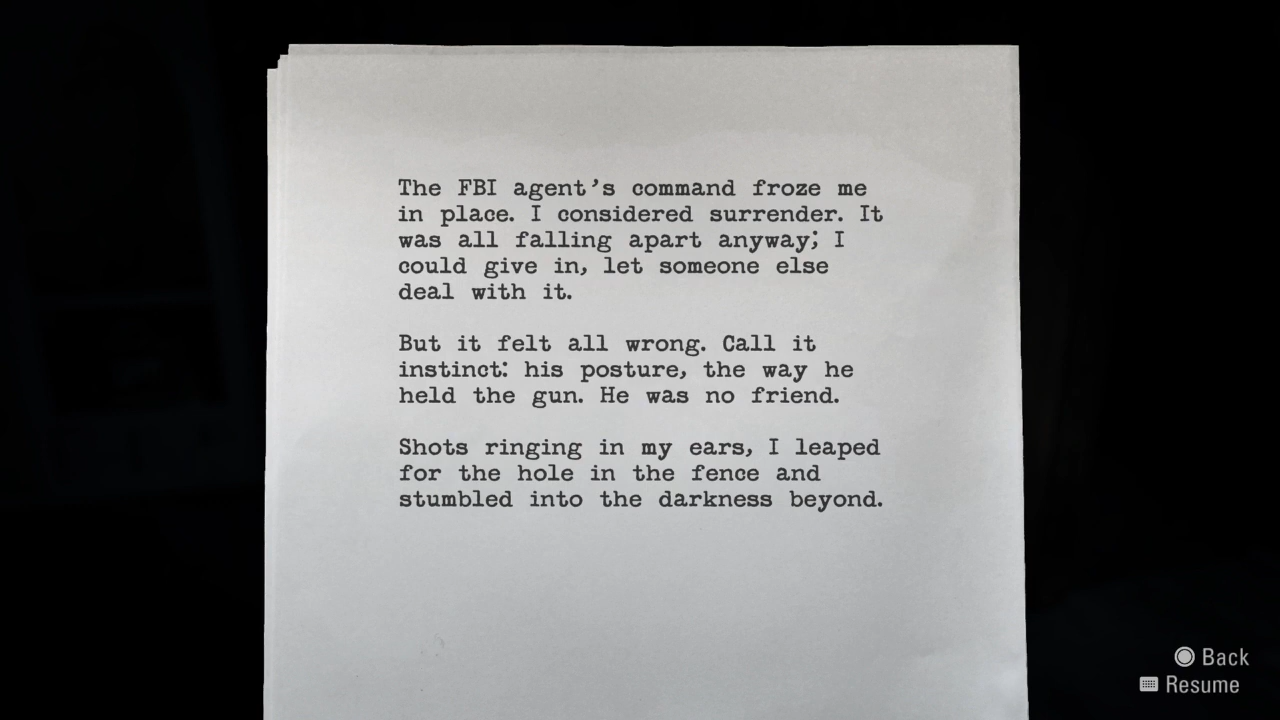 The FBI agent's command froze me
in place. I considered surrender. It
was all falling apart anyway; I
could give in, let someone else
deal with it.
But it felt all wrong. Call it
instinct: his posture, the way he
held the gun. He was no friend.
Shots ringing in my ears, I leaped
for the hole in the fence and
stumbled into the darkness beyond.
Back
Resume